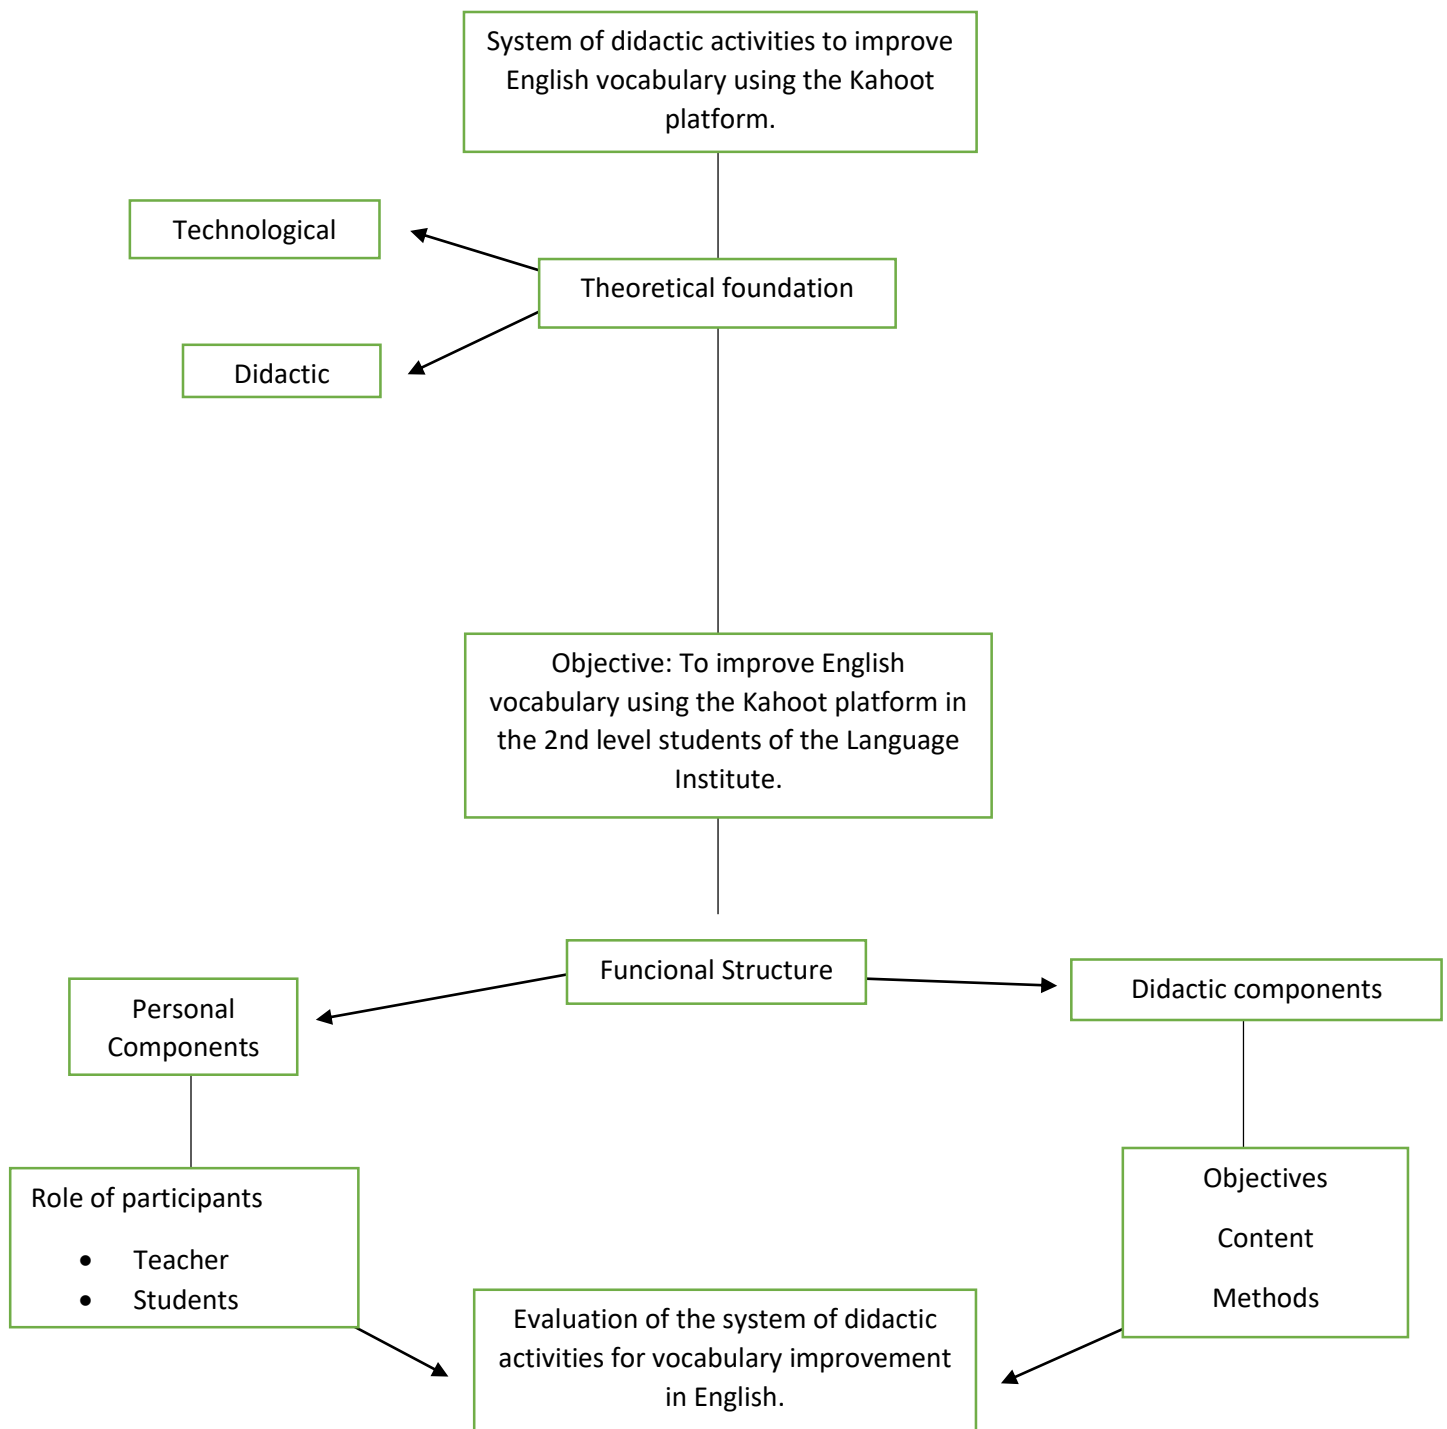 System of didactic activities to improve
English vocabulary using the Kahoot
platform.
Technological
Theoretical foundation
Didactic
Objective: To improve English
vocabulary using the Kahoot platform in
the 2nd level students of the Language
Institute.
Funcional Structure
Personal
Components
Didactic components
Role of participants
• Teacher
• Students
Objectives
Content
Methods
Evaluation of the system of didactic
activities for vocabulary improvement
in English.